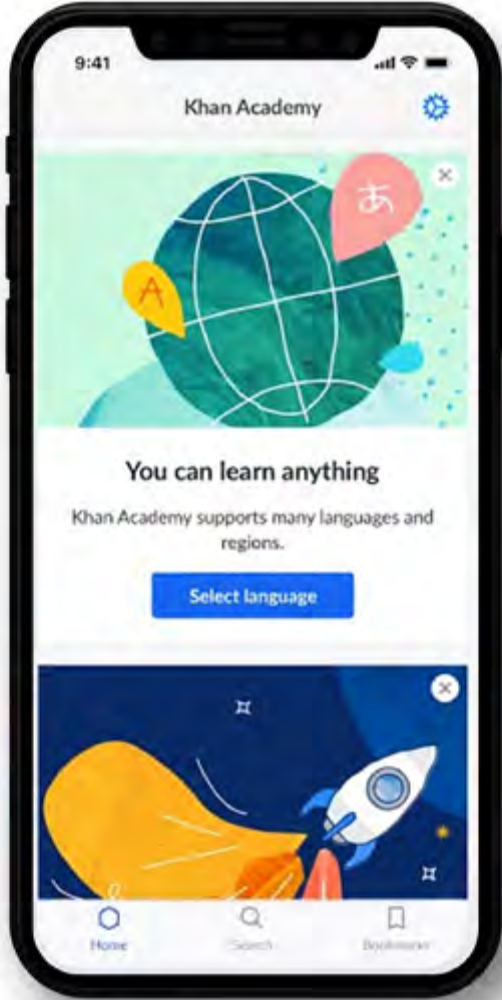 9:41
Khan Academy
あ
A
You can learn anything
Khan Academy supports many languages and
regions.
Select language
Home
Search
Bookmarks